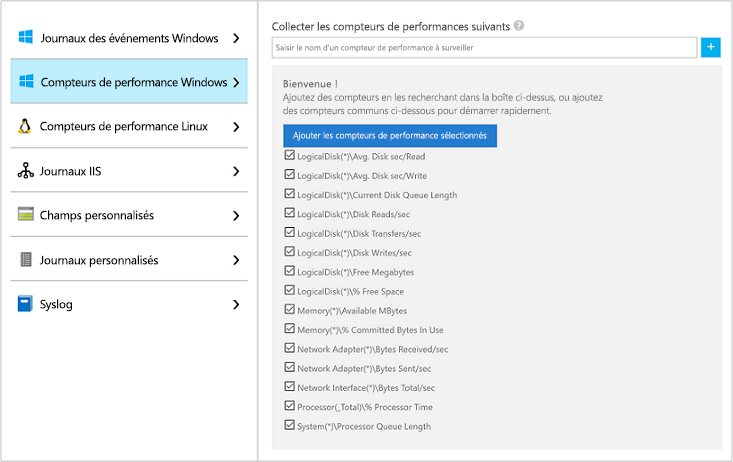 Journaux des événements Windows
Compteurs de performance Windows
Compteurs de performance Linux
Journaux IIS
Champs personnalisés
Journaux personnalisés
Syslog
Collecter les compteurs de performances suivants ?
Saisir le nom d'un compteur de performance à surveiller
+
Bienvenue !
Ajoutez des compteurs en les recherchant dans la boîte ci-dessus, ou ajoutez
des compteurs communs ci-dessous pour démarrer rapidement.
Ajouter les compteurs de performance sélectionnés
LogicalDisk(*)\Avg. Disk sec/Read
LogicalDisk(*)\Avg. Disk sec/Write
LogicalDisk(*)\Current Disk Queue Length
LogicalDisk(*)\Disk Reads/sec
LogicalDisk(*)\Disk Transfers/sec
LogicalDisk(*)\Disk Writes/sec
LogicalDisk(*)\Free Megabytes
LogicalDisk(*)\% Free Space
Memory(*)\Available MBytes
Memory(*)\% Committed Bytes In Use
Network Adapter(*)\Bytes Received/sec
Network Adapter(*)\Bytes Sent/sec
Network Interface(*)\Bytes Total/sec
Processor(_Total)\% Processor Time
System(*)\Processor Queue Length